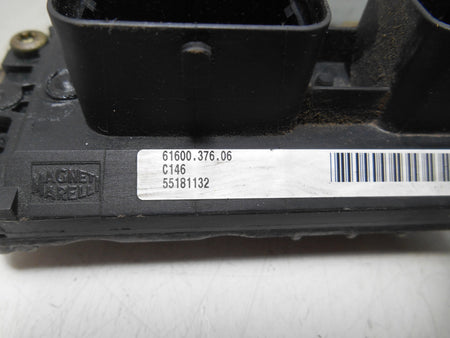 61600.376.06
C146
55181132
MAGNETI
MARELLI